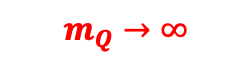 m_Q → ∞